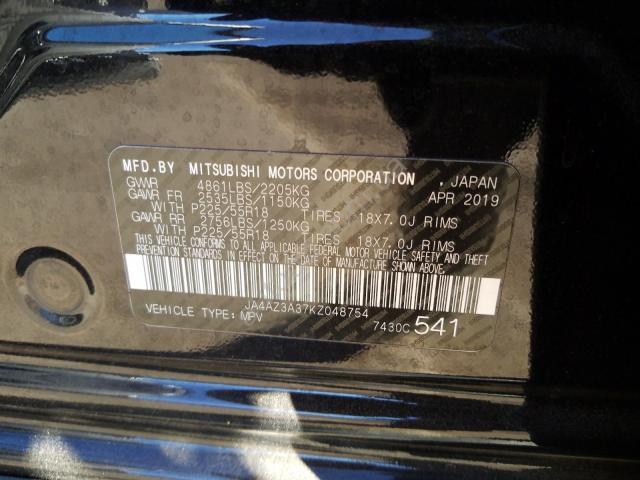 MFD.BY MITSUBISHI MOTORS CORPORATION , JAPAN
GVWR 4861LBS/2205KG APR 2019
GAWR FR 2535LBS/1150KG
WITH P225/55R18 TIRES, 18X7.0J RIMS
GAWR RR 2756LBS/1250KG
WITH P225/55R18 TIRES, 18X7.0J RIMS
THIS VEHICLE CONFORMS TO ALL APPLICABLE FEDERAL MOTOR VEHICLE SAFETY, BUMPER, AND THEFT
PREVENTION STANDARDS IN EFFECT ON THE DATE OF MANUFACTURE SHOWN ABOVE.
JA4AZ3A37KZ048754
VEHICLE TYPE: MPV 7430C 541